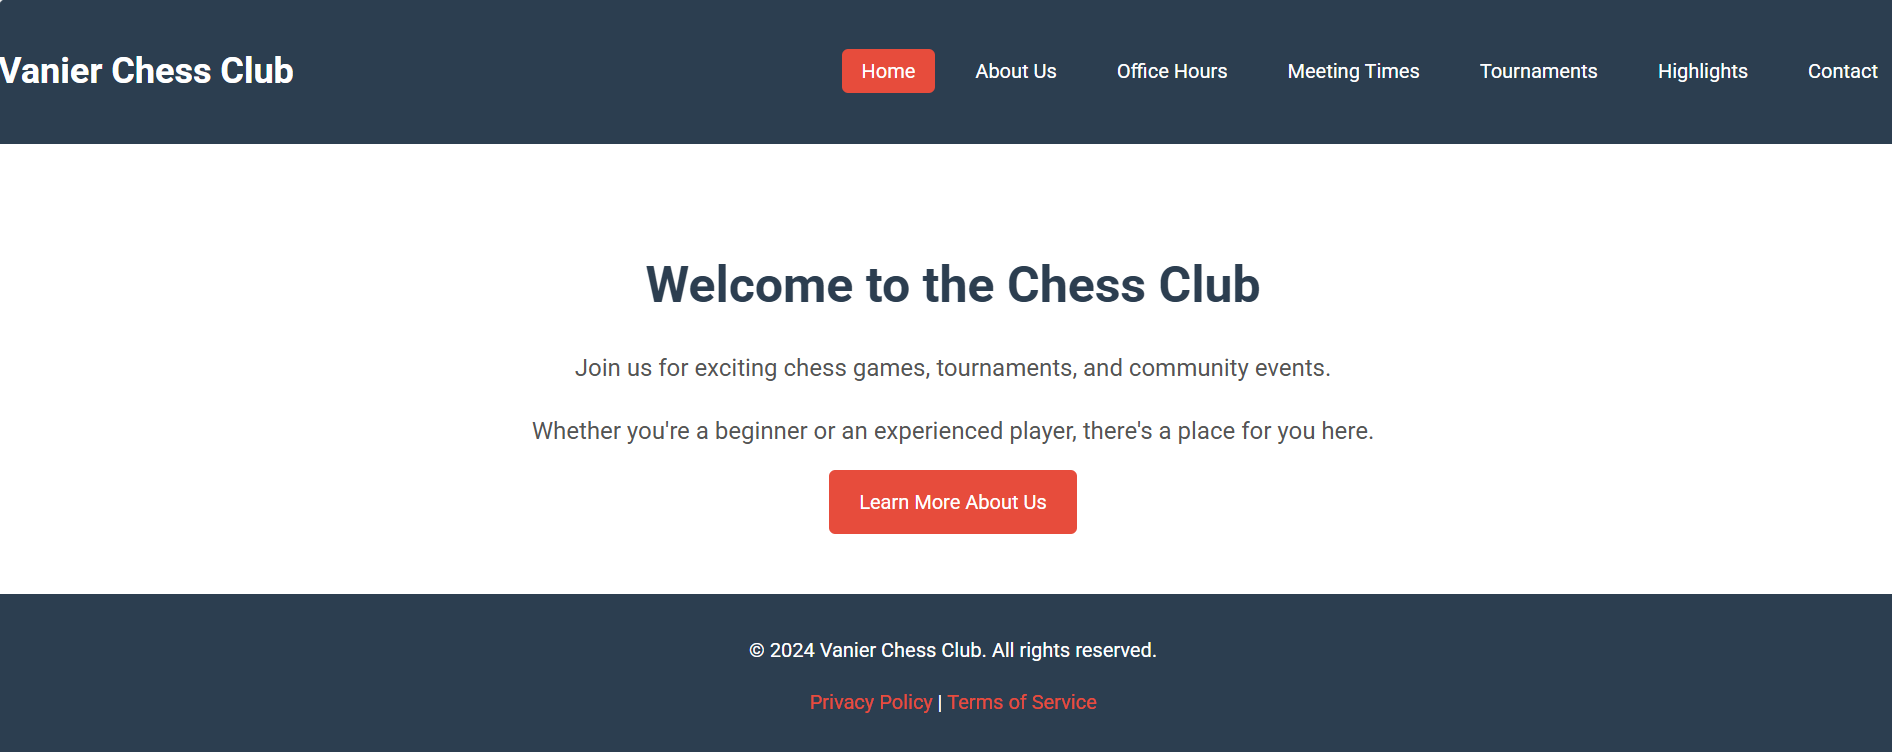 Vanier Chess Club
Home About Us Office Hours Meeting Times Tournaments Highlights Contact
Welcome to the Chess Club
Join us for exciting chess games, tournaments, and community events.
Whether you're a beginner or an experienced player, there's a place for you here.
Learn More About Us
© 2024 Vanier Chess Club. All rights reserved.
Privacy Policy | Terms of Service